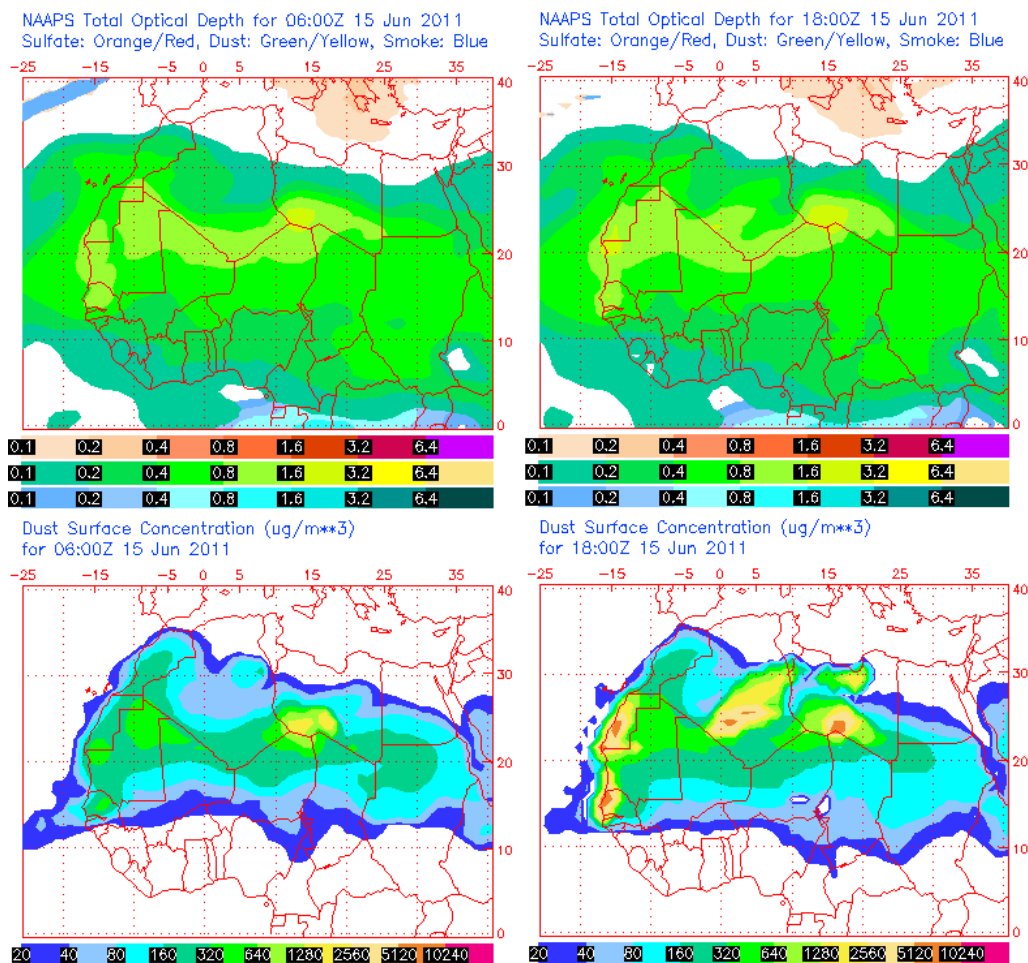 NAAPS Total Optical Depth for 06:00Z 15 Jun 2011
Sulfate: Orange/Red, Dust: Green/Yellow, Smoke: Blue
-25 -15 -5 0 5 15 25 35
40
30
20
10
0
0.1 0.2 0.4 0.8 1.6 3.2 6.4
0.1 0.2 0.4 0.8 1.6 3.2 6.4
0.1 0.2 0.4 0.8 1.6 3.2 6.4
NAAPS Total Optical Depth for 18:00Z 15 Jun 2011
Sulfate: Orange/Red, Dust: Green/Yellow, Smoke: Blue
-25 -15 -5 0 5 15 25 35
40
30
20
10
0
0.1 0.2 0.4 0.8 1.6 3.2 6.4
0.1 0.2 0.4 0.8 1.6 3.2 6.4
0.1 0.2 0.4 0.8 1.6 3.2 6.4
Dust Surface Concentration (ug/m**3)
for 06:00Z 15 Jun 2011
-25 -15 -5 0 5 15 25 35
40
30
20
10
0
20 40 80 160 320 640 1280 2560 5120 10240
Dust Surface Concentration (ug/m**3)
for 18:00Z 15 Jun 2011
-25 -15 -5 0 5 15 25 35
40
30
20
10
0
20 40 80 160 320 640 1280 2560 5120 10240